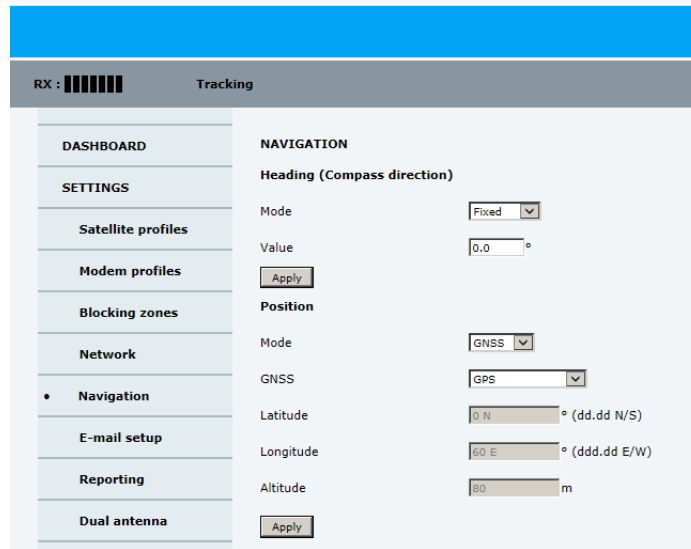 RX :
Tracking
DASHBOARD
SETTINGS
Satellite profiles
Modem profiles
Blocking zones
Network
• Navigation
E-mail setup
Reporting
Dual antenna
NAVIGATION
Heading (Compass direction)
Mode Fixed
Value 0.0 °
Apply
Position
Mode GNSS
GNSS GPS
Latitude 0 N ° (dd.dd N/S)
Longitude 60 E ° (ddd.dd E/W)
Altitude 80 m
Apply